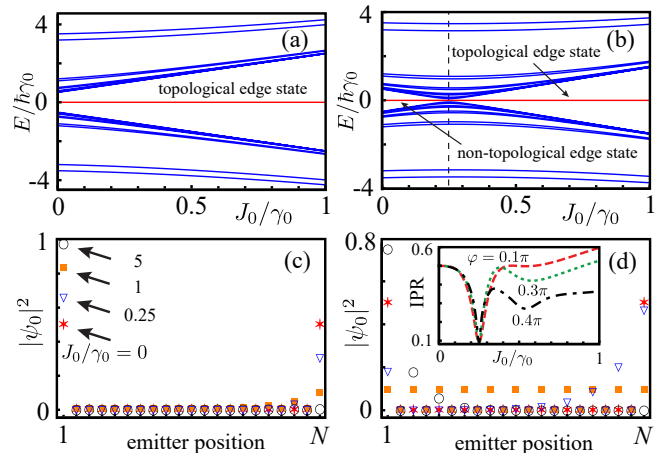 (a)
4
0
-4
E/ħγ0
topological edge state
0
0.5
1
J0/γ0
(b)
4
0
-4
E/ħγ0
topological edge state
non-topological edge state
0
0.5
1
J0/γ0
(c)
1
0
|ψ0|²
5
1
0.25
J0/γ0 = 0
1
emitter position
N
(d)
0.8
0
|ψ0|²
0.6
0.1
IPR
φ = 0.1π
0.3π
0.4π
0
J0/γ0
1
1
emitter position
N